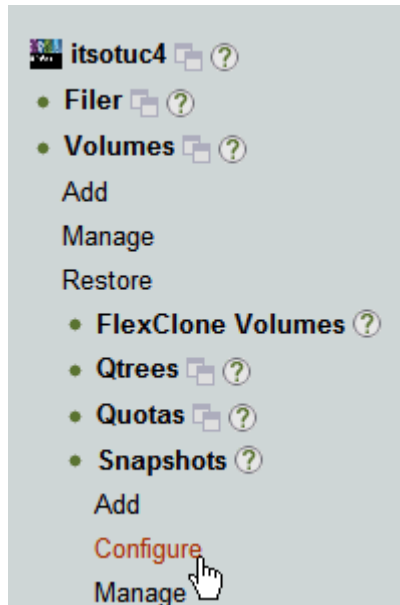 itsotuc4 ?
Filer ?
Volumes ?
Add
Manage
Restore
FlexClone Volumes ?
Qtrees ?
Quotas ?
Snapshots ?
Add
Configure
Manage